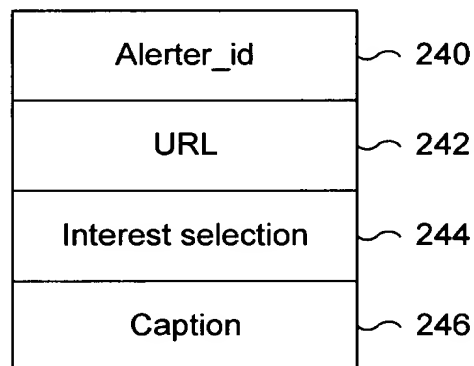 Alerter_id 240
URL 242
Interest selection 244
Caption 246